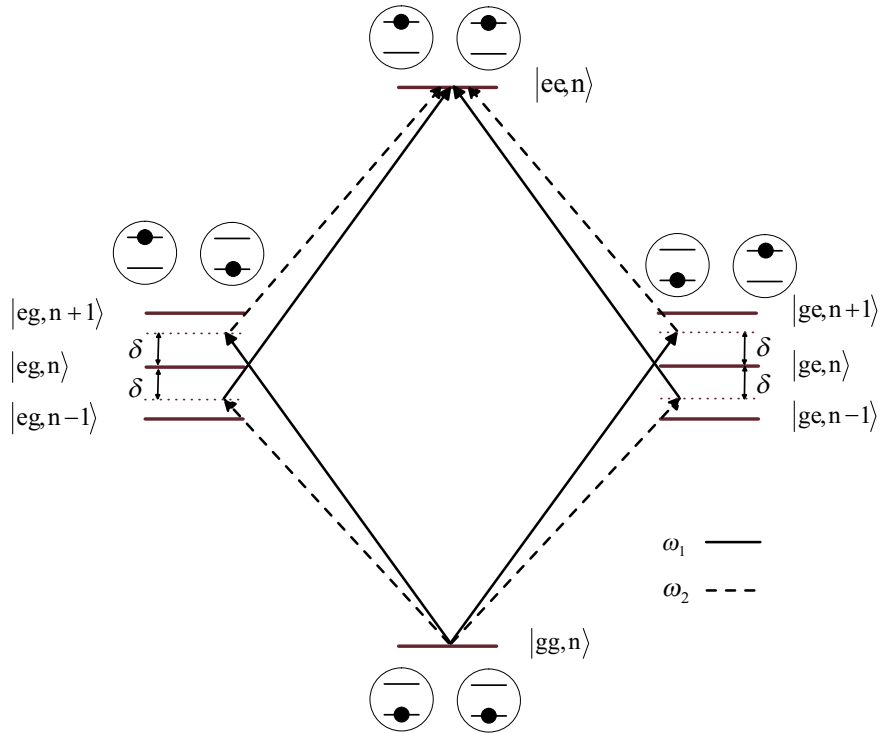 |ee,n⟩
|eg,n+1⟩
|ge,n+1⟩
δ
δ
|eg,n⟩
|ge,n⟩
δ
δ
|eg,n−1⟩
|ge,n−1⟩
ω₁
ω₂
|gg,n⟩